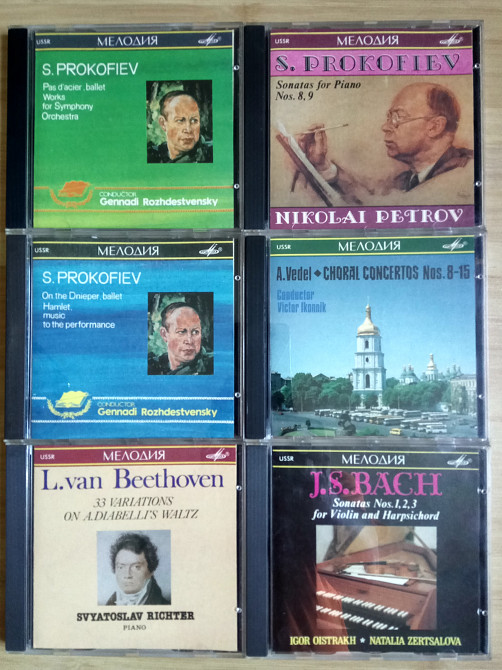 USSR МЕЛОДИЯ
S. PROKOFIEV
Pas d'acier, ballet
Works
for Symphony
Orchestra
CONDUCTOR
Gennadi Rozhdestvensky
USSR МЕЛОДИЯ
S. PROKOFIEV
Sonatas for Piano
Nos. 8, 9
NIKOLAI PETROV
USSR МЕЛОДИЯ
S. PROKOFIEV
On the Dnieper, ballet
Hamlet,
music
to the performance
CONDUCTOR
Gennadi Rozhdestvensky
USSR МЕЛОДИЯ
A.Vedel ◆ CHORAL CONCERTOS Nos. 8-15
Conductor
Victor Ikonnik
USSR МЕЛОДИЯ
L.van Beethoven
33 VARIATIONS
ON A.DIABELLI'S WALTZ
SVYATOSLAV RICHTER
PIANO
USSR МЕЛОДИЯ
J.S.BACH
Sonatas Nos.1,2,3
for Violin and Harpsichord
IGOR OISTRAKH ★ NATALIA ZERTSALOVA